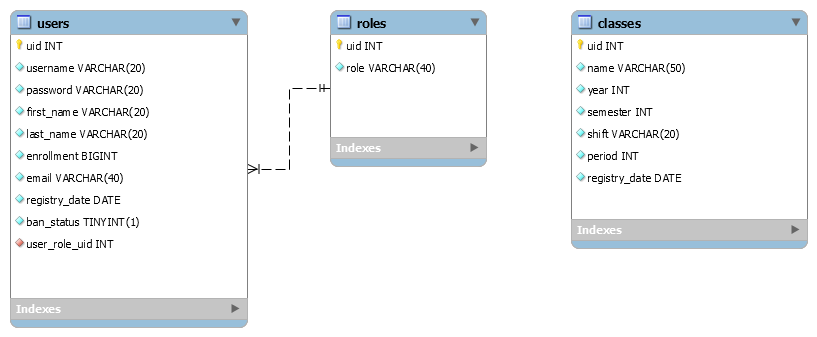 users
uid INT
username VARCHAR(20)
password VARCHAR(20)
first_name VARCHAR(20)
last_name VARCHAR(20)
enrollment BIGINT
email VARCHAR(40)
registry_date DATE
ban_status TINYINT(1)
user_role_uid INT
Indexes
roles
uid INT
role VARCHAR(40)
Indexes
classes
uid INT
name VARCHAR(50)
year INT
semester INT
shift VARCHAR(20)
period INT
registry_date DATE
Indexes